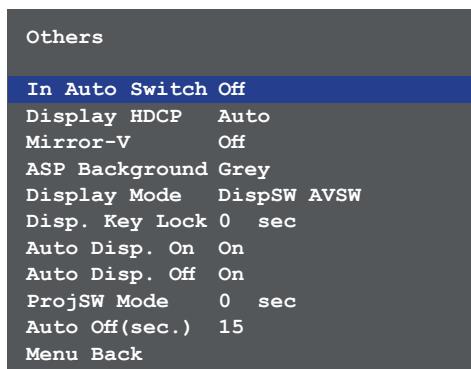 Others
In Auto Switch Off
Display HDCP Auto
Mirror-V Off
ASP Background Grey
Display Mode DispSW AVSW
Disp. Key Lock 0 sec
Auto Disp. On On
Auto Disp. Off On
ProjSW Mode 0 sec
Auto Off(sec.) 15
Menu Back